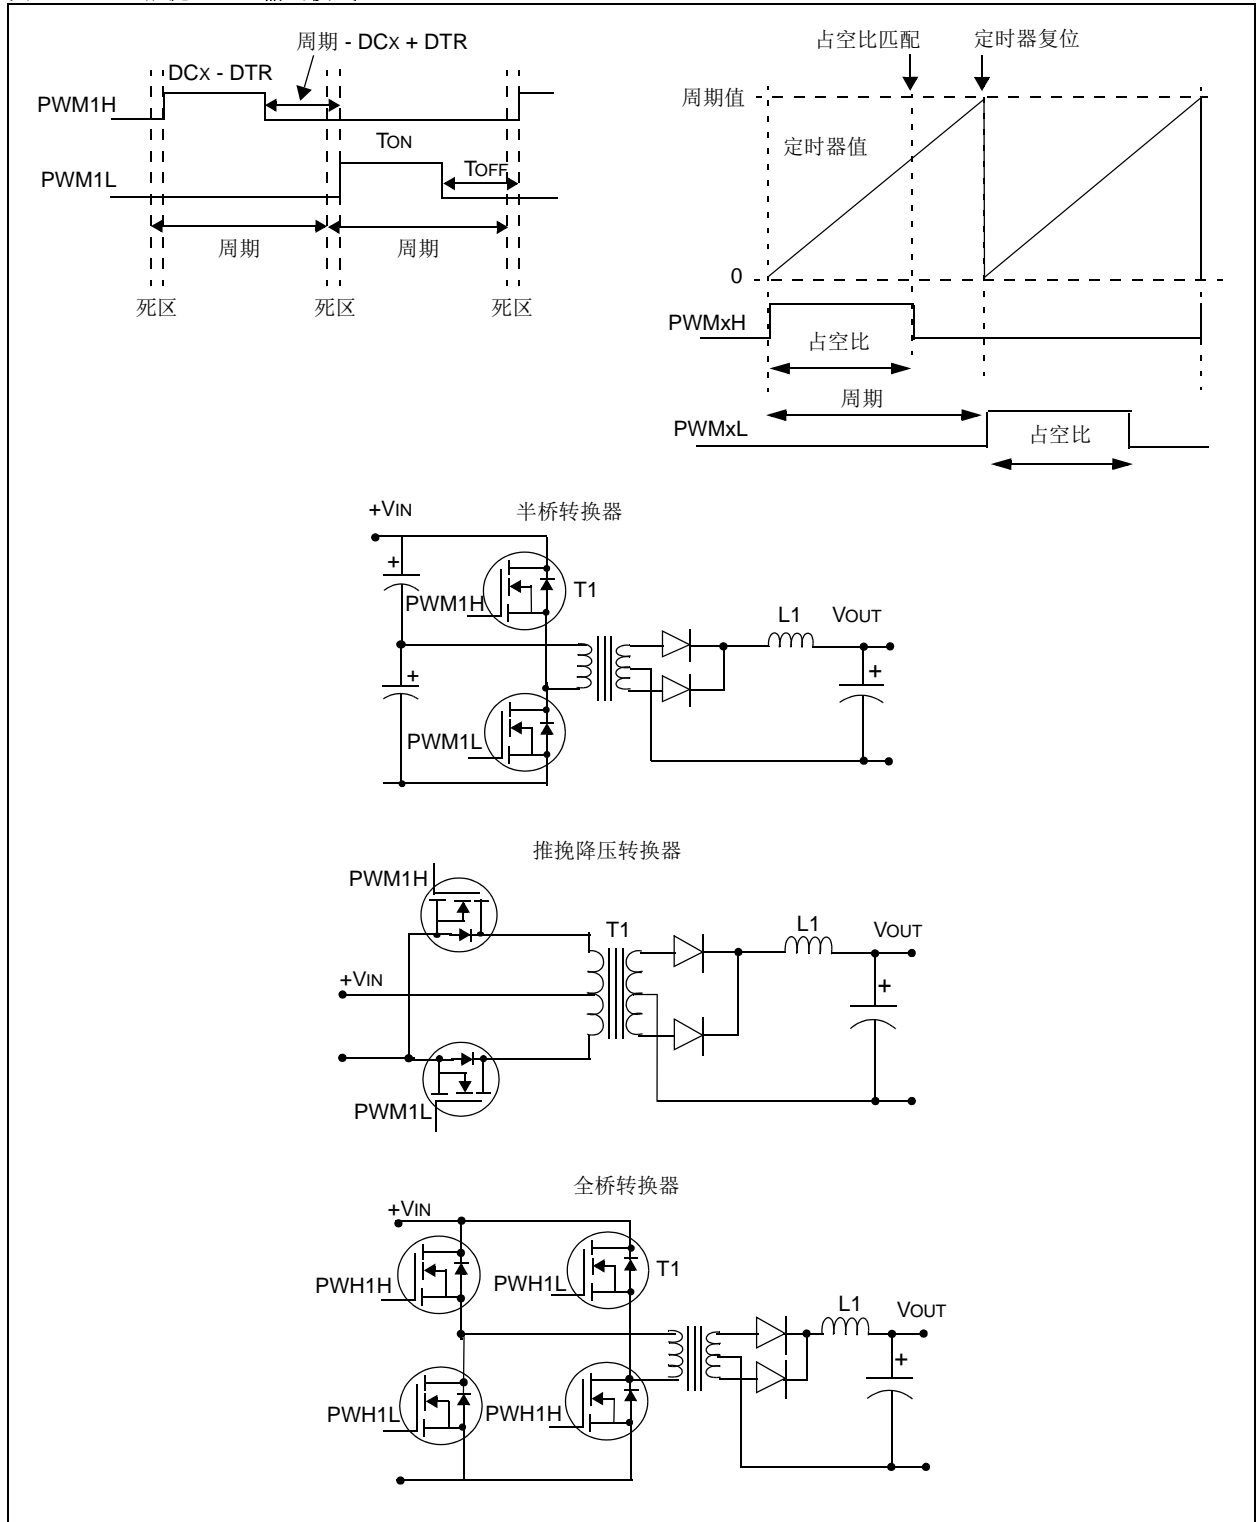 周期 - DCx + DTR
DCx - DTR
PWM1H
TON
PWM1L
TOFF
周期
周期
死区
死区
死区
占空比匹配
定时器复位
周期值
定时器值
0
PWMxH
占空比
周期
PWMxL
占空比
半桥转换器
+VIN
+
PWM1H
T1
L1
VOUT
+
+
PWM1L
推挽降压转换器
PWM1H
T1
L1
VOUT
+VIN
+
PWM1L
全桥转换器
+VIN
PWH1H
PWH1L
T1
L1
VOUT
+
PWH1L
PWH1H